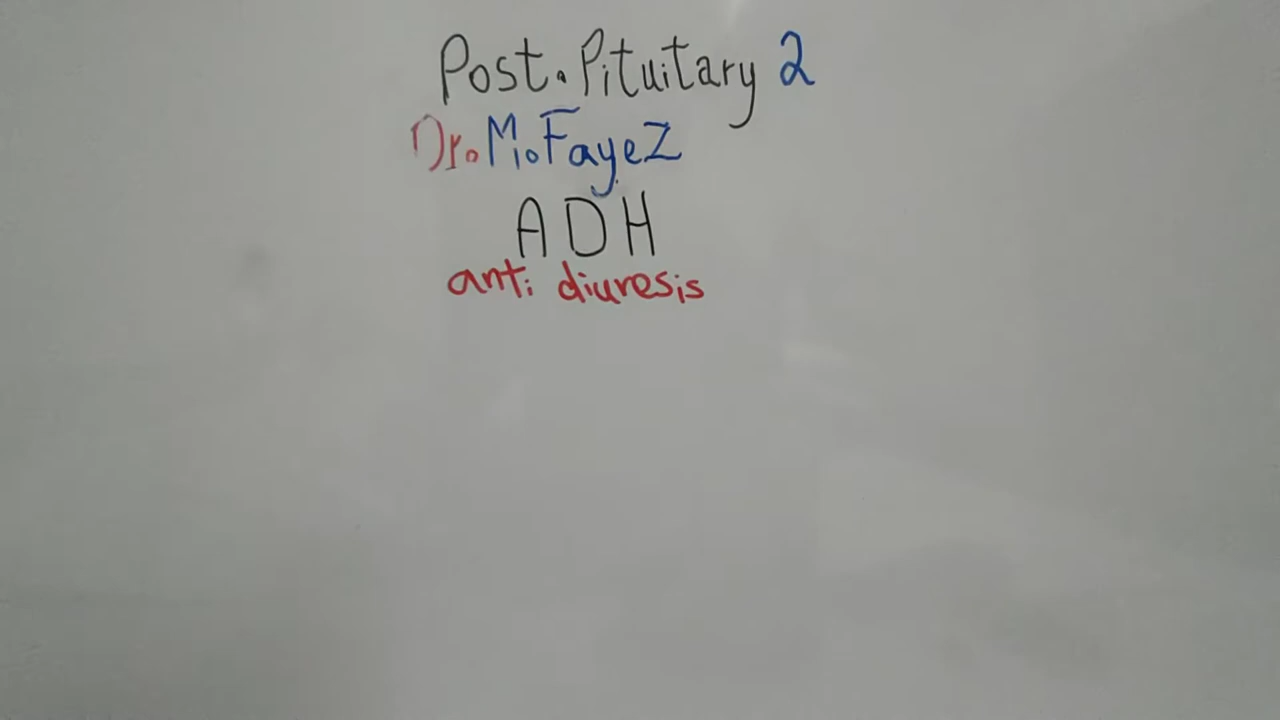 Post. Pituitary 2
Dr. M. Fayez
ADH
anti diuresis